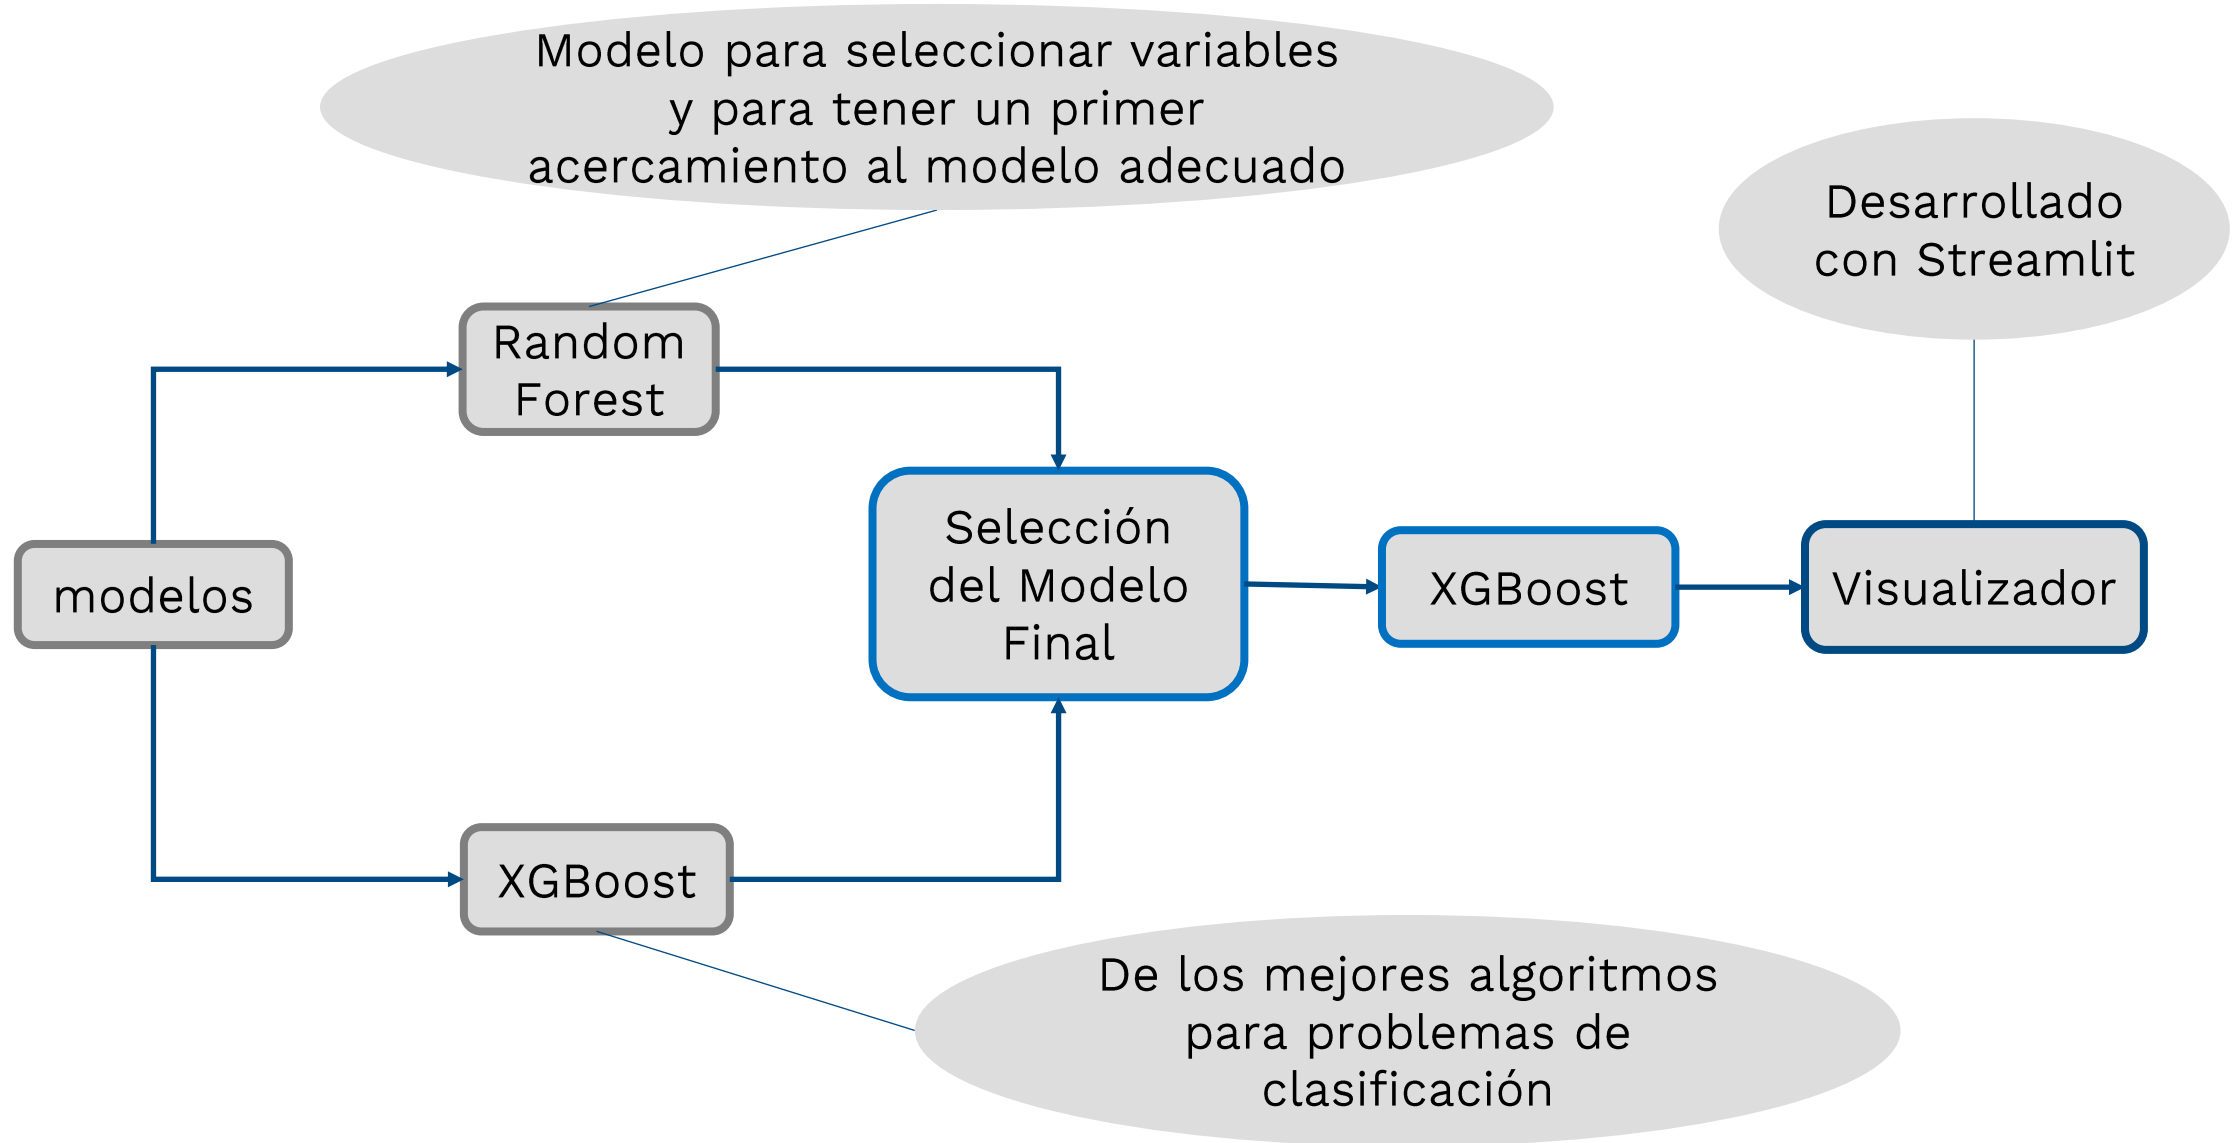 Modelo para seleccionar variables
y para tener un primer
acercamiento al modelo adecuado
Desarrollado
con Streamlit
Random
Forest
modelos
Selección
del Modelo
Final
XGBoost
Visualizador
XGBoost
De los mejores algoritmos
para problemas de
clasificación